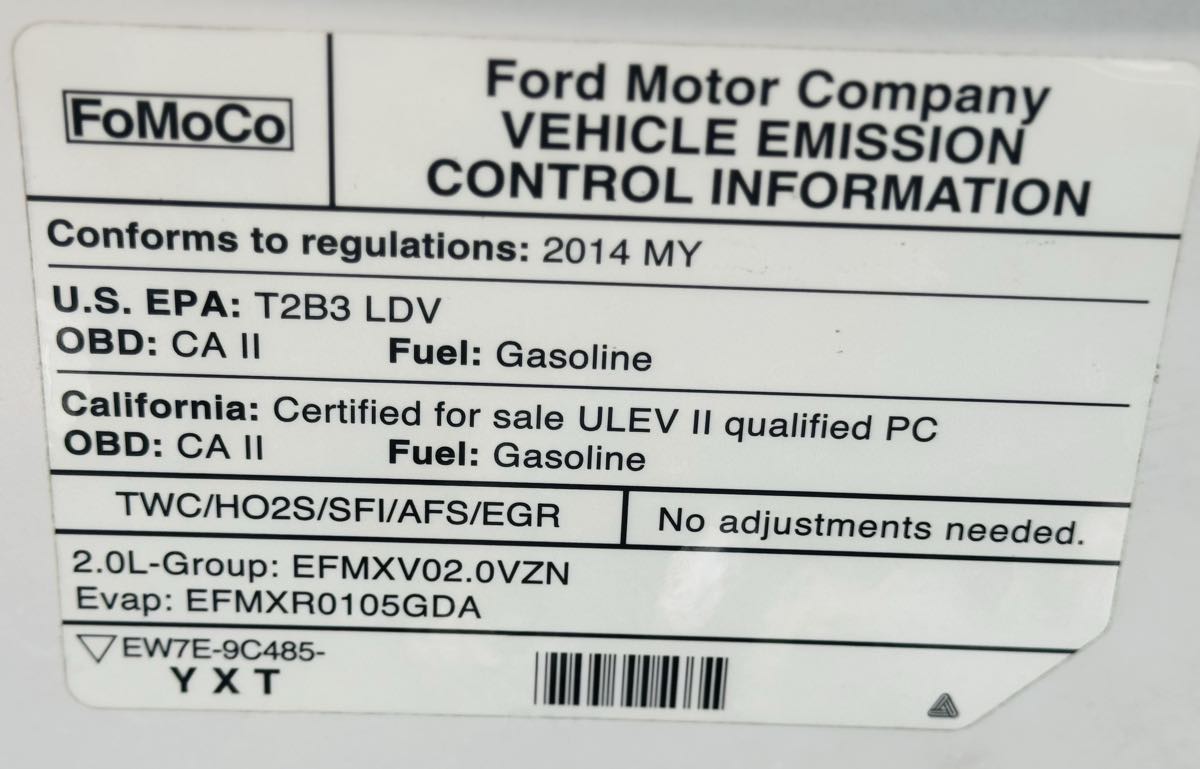 FoMoCo
Ford Motor Company
VEHICLE EMISSION
CONTROL INFORMATION
Conforms to regulations: 2014 MY
U.S. EPA: T2B3 LDV
OBD: CA II Fuel: Gasoline
California: Certified for sale ULEV II qualified PC
OBD: CA II Fuel: Gasoline
TWC/HO2S/SFI/AFS/EGR
No adjustments needed.
2.0L-Group: EFMXV02.0VZN
Evap: EFMXR0105GDA
EW7E-9C485-
Y X T